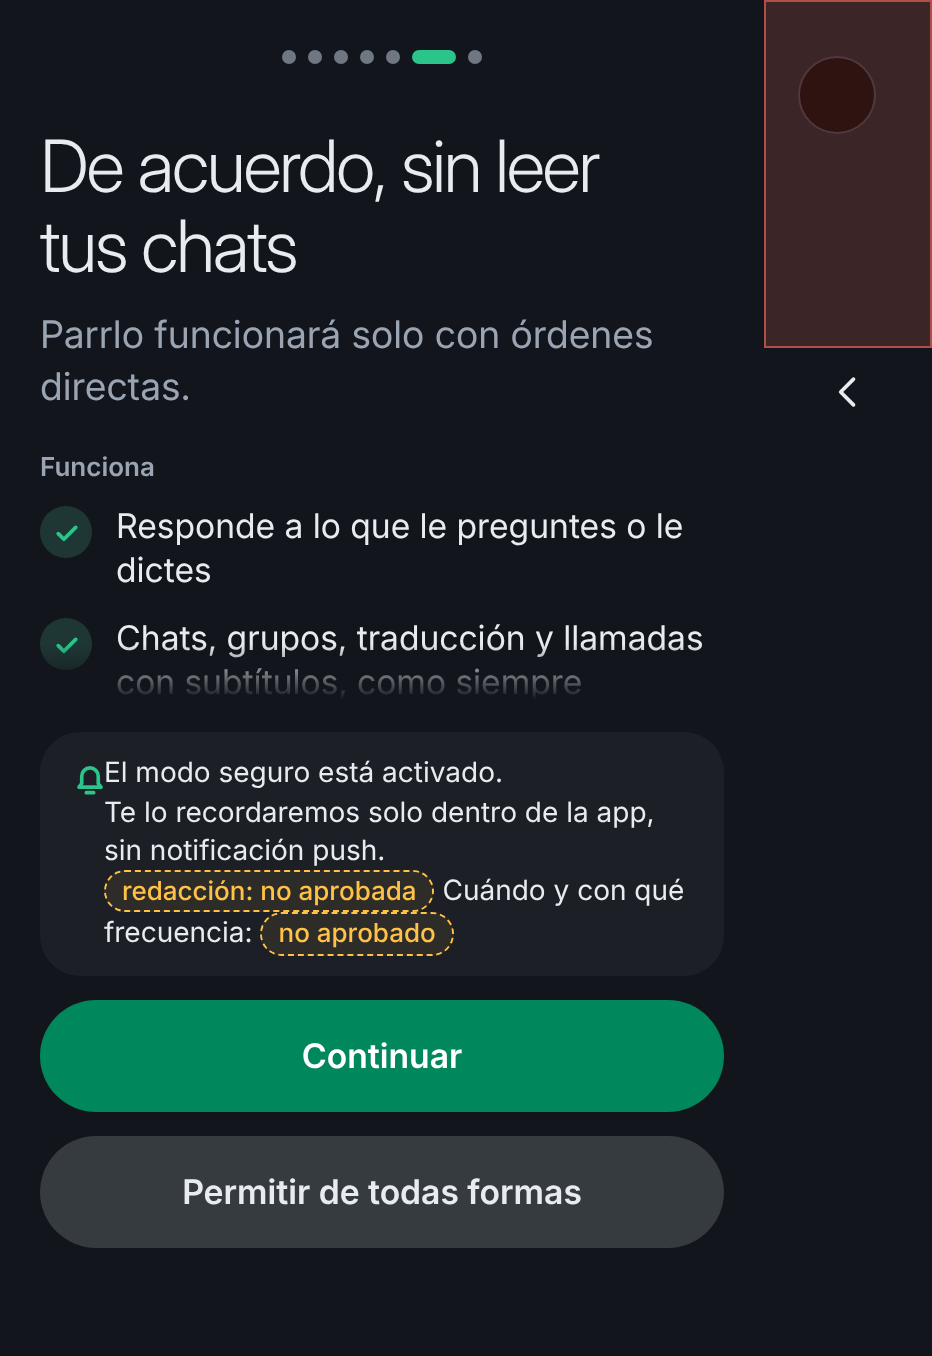 De acuerdo, sin leer
tus chats
Parrlo funcionará solo con órdenes
directas.
Funciona
Responde a lo que le preguntes o le
dictes
Chats, grupos, traducción y llamadas
con subtítulos, como siempre
El modo seguro está activado.
Te lo recordaremos solo dentro de la app,
sin notificación push.
redacción: no aprobada Cuándo y con qué
frecuencia: no aprobado
Continuar
Permitir de todas formas